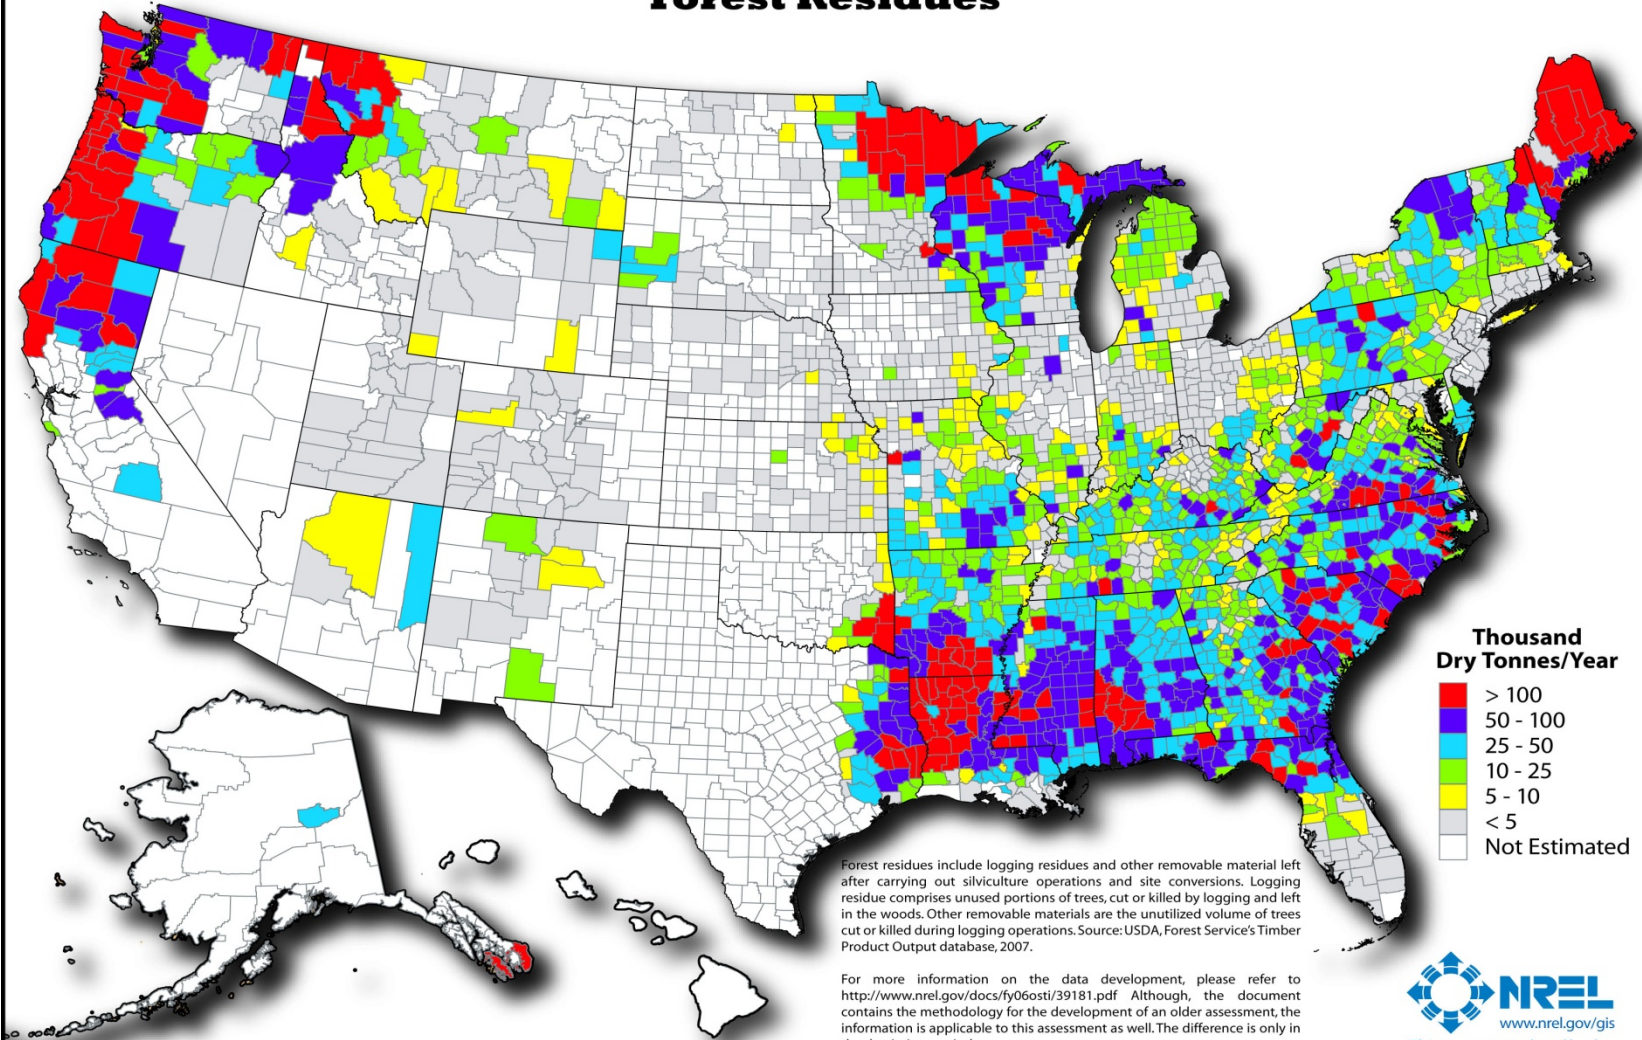 Forest Residues
Thousand
Dry Tonnes/Year
> 100
50 - 100
25 - 50
10 - 25
5 - 10
< 5
Not Estimated
Forest residues include logging residues and other removable material left
after carrying out silviculture operations and site conversions. Logging
residue comprises unused portions of trees, cut or killed by logging and left
in the woods. Other removable materials are the unutilized volume of trees
cut or killed during logging operations. Source: USDA, Forest Service's Timber
Product Output database, 2007.
For more information on the data development, please refer to
http://www.nrel.gov/docs/fy06osti/39181.pdf Although, the document
contains the methodology for the development of an older assessment, the
information is applicable to this assessment as well. The difference is only in
NREL
www.nrel.gov/gis